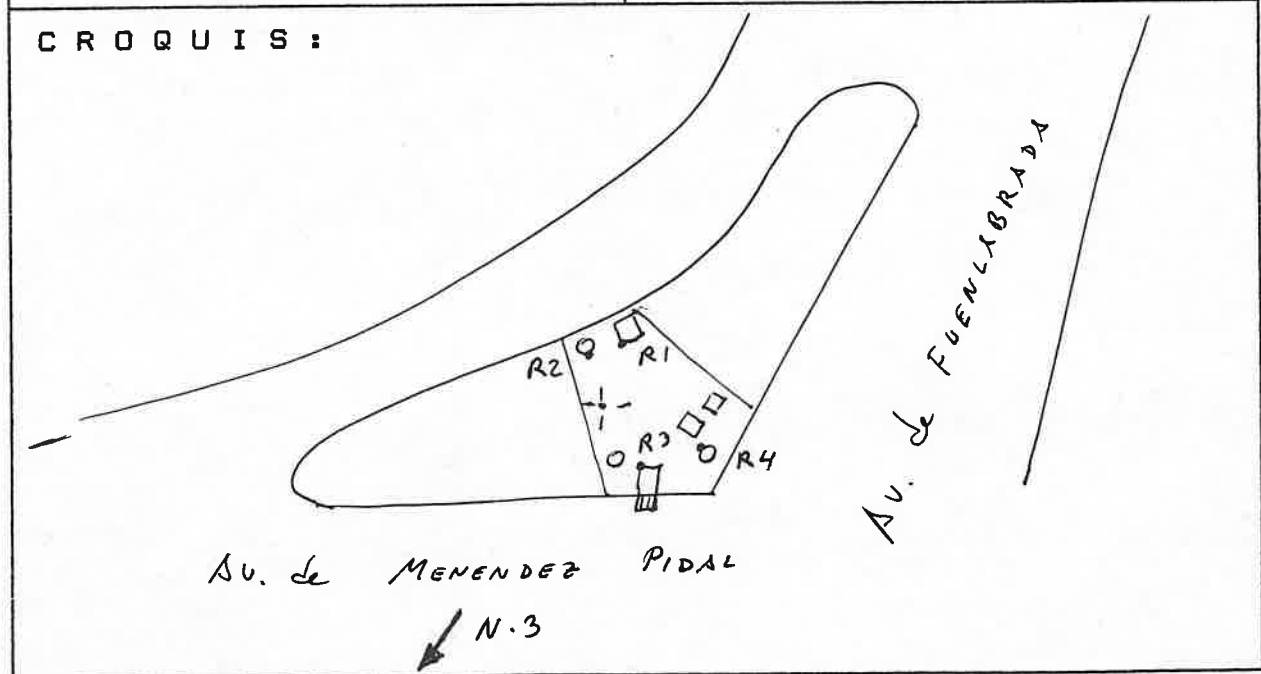 CROQUIS:
R2
R1
R3
R4
AV. de FUENLABRADA
AV. de MENENDEZ PIDAL
N.3